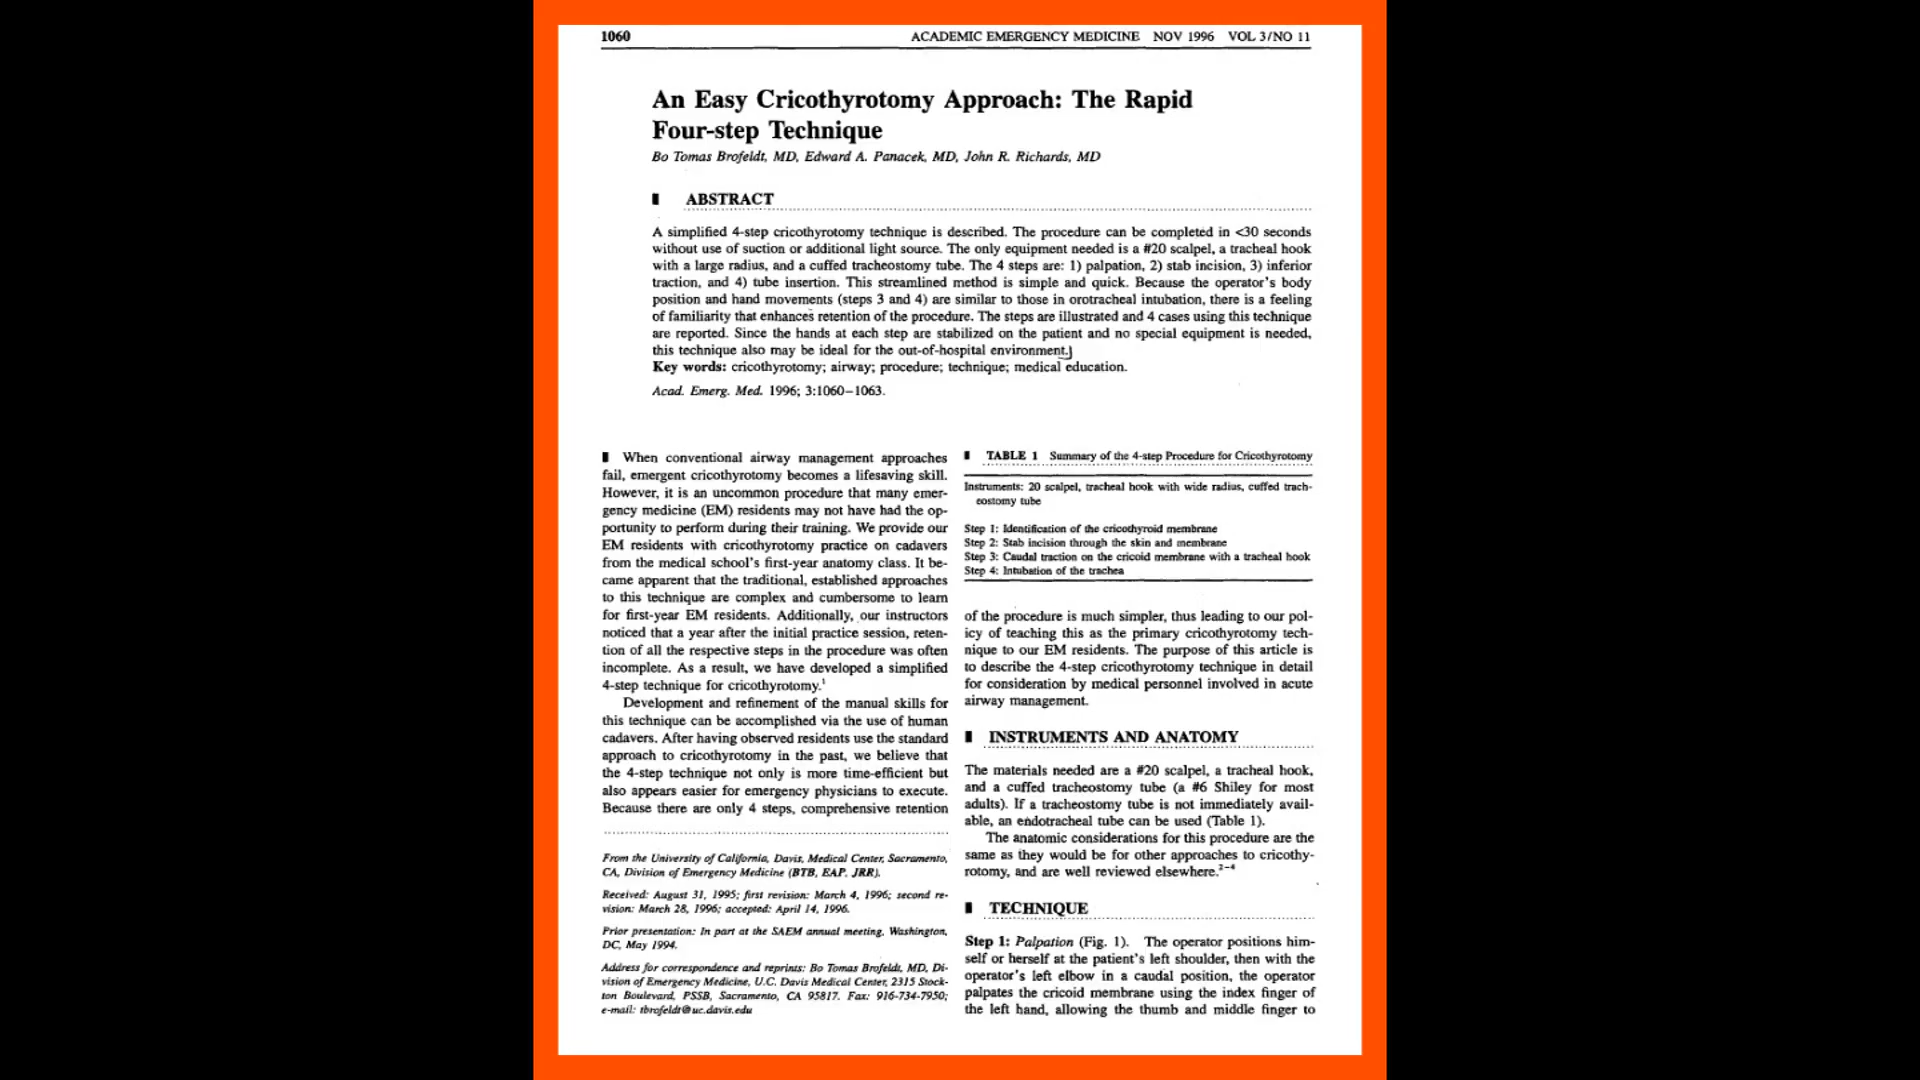 1060 ACADEMIC EMERGENCY MEDICINE NOV 1996 VOL 3/NO 11
An Easy Cricothyrotomy Approach: The Rapid
Four-step Technique
Bo Tomas Brofeldt, MD, Edward A. Panacek, MD, John R. Richards, MD
ABSTRACT
A simplified 4-step cricothyrotomy technique is described. The procedure can be completed in <30 seconds
without use of suction or additional light source. The only equipment needed is a #20 scalpel, a tracheal hook
with a large radius, and a cuffed tracheostomy tube. The 4 steps are: 1) palpation, 2) stab incision, 3) inferior
traction, and 4) tube insertion. This streamlined method is simple and quick. Because the operator's body
position and hand movements (steps 3 and 4) are similar to those in orotracheal intubation, there is a feeling
of familiarity that enhances retention of the procedure. The steps are illustrated and 4 cases using this technique
are reported. Since the hands at each step are stabilized on the patient and no special equipment is needed,
this technique also may be ideal for the out-of-hospital environment.
Key words: cricothyrotomy; airway; procedure; technique; medical education.
Acad. Emerg. Med. 1996; 3:1060–1063.
When conventional airway management approaches
fail, emergent cricothyrotomy becomes a lifesaving skill.
However, it is an uncommon procedure that many emer-
gency medicine (EM) residents may not have had the op-
portunity to perform during their training. We provide our
EM residents with cricothyrotomy practice on cadavers
from the medical school's first-year anatomy class. It be-
came apparent that the traditional, established approaches
to this technique are complex and cumbersome to learn
for first-year EM residents. Additionally, our instructors
noticed that a year after the initial practice session, reten-
tion of all the respective steps in the procedure was often
incomplete. As a result, we have developed a simplified
4-step technique for cricothyrotomy.¹
Development and refinement of the manual skills for
this technique can be accomplished via the use of human
cadavers. After having observed residents use the standard
approach to cricothyrotomy in the past, we believe that
the 4-step technique not only is more time-efficient but
also appears easier for emergency physicians to execute.
Because there are only 4 steps, comprehensive retention
From the University of California, Davis, Medical Center, Sacramento,
CA, Division of Emergency Medicine (BTB, EAP, JRR).
Received: August 31, 1995; first revision: March 4, 1996; second re-
vision: March 28, 1996; accepted: April 14, 1996.
Prior presentation: In part at the SAEM annual meeting, Washington,
DC, May 1994.
Address for correspondence and reprints: Bo Tomas Brofeldt, MD, Di-
vision of Emergency Medicine, U.C. Davis Medical Center, 2315 Stock-
ton Boulevard, PSSB, Sacramento, CA 95817. Fax: 916-734-7950;
e-mail: tbrofeldt@uc.davis.edu
TABLE 1 Summary of the 4-step Procedure for Cricothyrotomy
Instruments: 20 scalpel, tracheal hook with wide radius, cuffed trach-
eostomy tube
Step 1: Identification of the cricothyroid membrane
Step 2: Stab incision through the skin and membrane
Step 3: Caudal traction on the cricoid membrane with a tracheal hook
Step 4: Intubation of the trachea
of the procedure is much simpler, thus leading to our pol-
icy of teaching this as the primary cricothyrotomy tech-
nique to our EM residents. The purpose of this article is
to describe the 4-step cricothyrotomy technique in detail
for consideration by medical personnel involved in acute
airway management.
INSTRUMENTS AND ANATOMY
The materials needed are a #20 scalpel, a tracheal hook,
and a cuffed tracheostomy tube (a #6 Shiley for most
adults). If a tracheostomy tube is not immediately avail-
able, an endotracheal tube can be used (Table 1).
The anatomic considerations for this procedure are the
same as they would be for other approaches to cricothy-
rotomy, and are well reviewed elsewhere.²⁻⁴
TECHNIQUE
Step 1: Palpation (Fig. 1). The operator positions him-
self or herself at the patient's left shoulder, then with the
operator's left elbow in a caudal position, the operator
palpates the cricoid membrane using the index finger of
the left hand, allowing the thumb and middle finger to